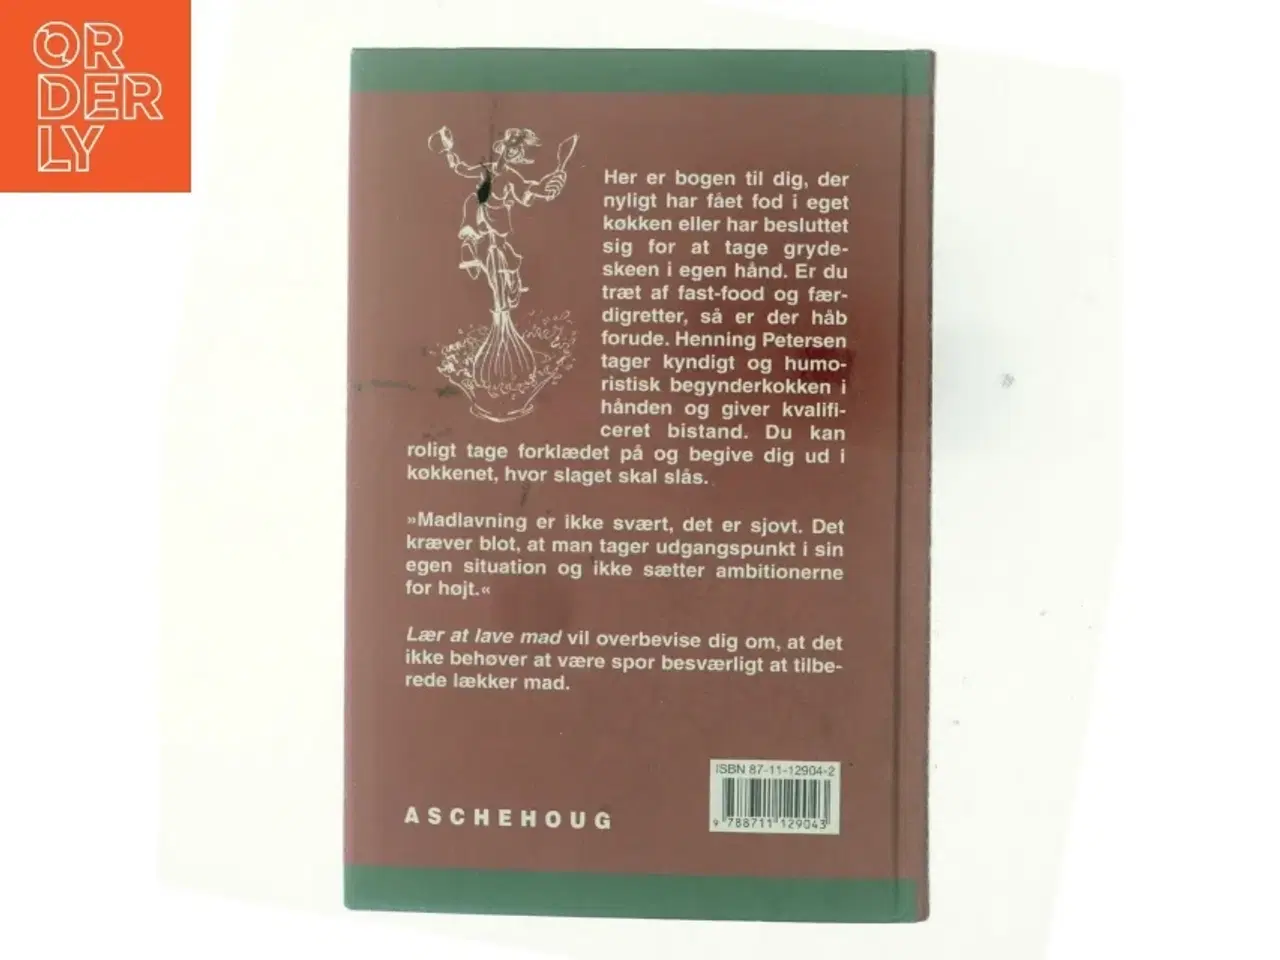 OR
DER
LY
Her er bogen til dig, der
nyligt har fået fod i eget
køkken eller har besluttet
sig for at tage gryde-
skeen i egen hånd. Er du
træt af fast-food og fær-
digretter, så er der håb
forude. Henning Petersen
tager kyndigt og humo-
ristisk begynderkokken i
hånden og giver kvalifi-
ceret bistand. Du kan
roligt tage forklædet på og begive dig ud i
køkkenet, hvor slaget skal slås.
»Madlavning er ikke svært, det er sjovt. Det
kræver blot, at man tager udgangspunkt i sin
egen situation og ikke sætter ambitionerne
for højt.«
Lær at lave mad vil overbevise dig om, at det
ikke behøver at være spor besværligt at tilbe-
rede lækker mad.
ISBN 87-11-12904-2
9 788711 129043
ASCHEHOUG